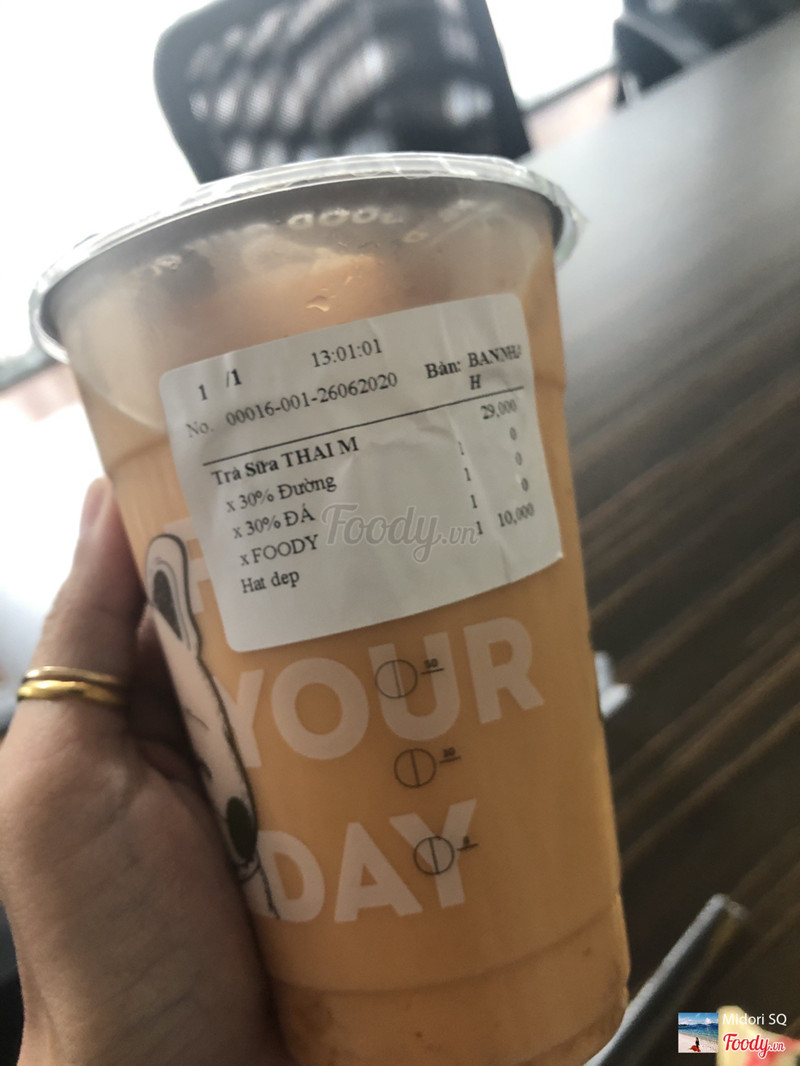 1 /1 13:01:01
No. 00016-001-26062020 Bàn: BANNHA
H
Trà Sữa THAI M 29,000
x 30% Đường 1 0
x 30% ĐÁ 1 0
x FOODY 1 0
Hat dep 1 10,000
Foody.vn
YOUR
50
DAY
Midori SQ
Foody.vn